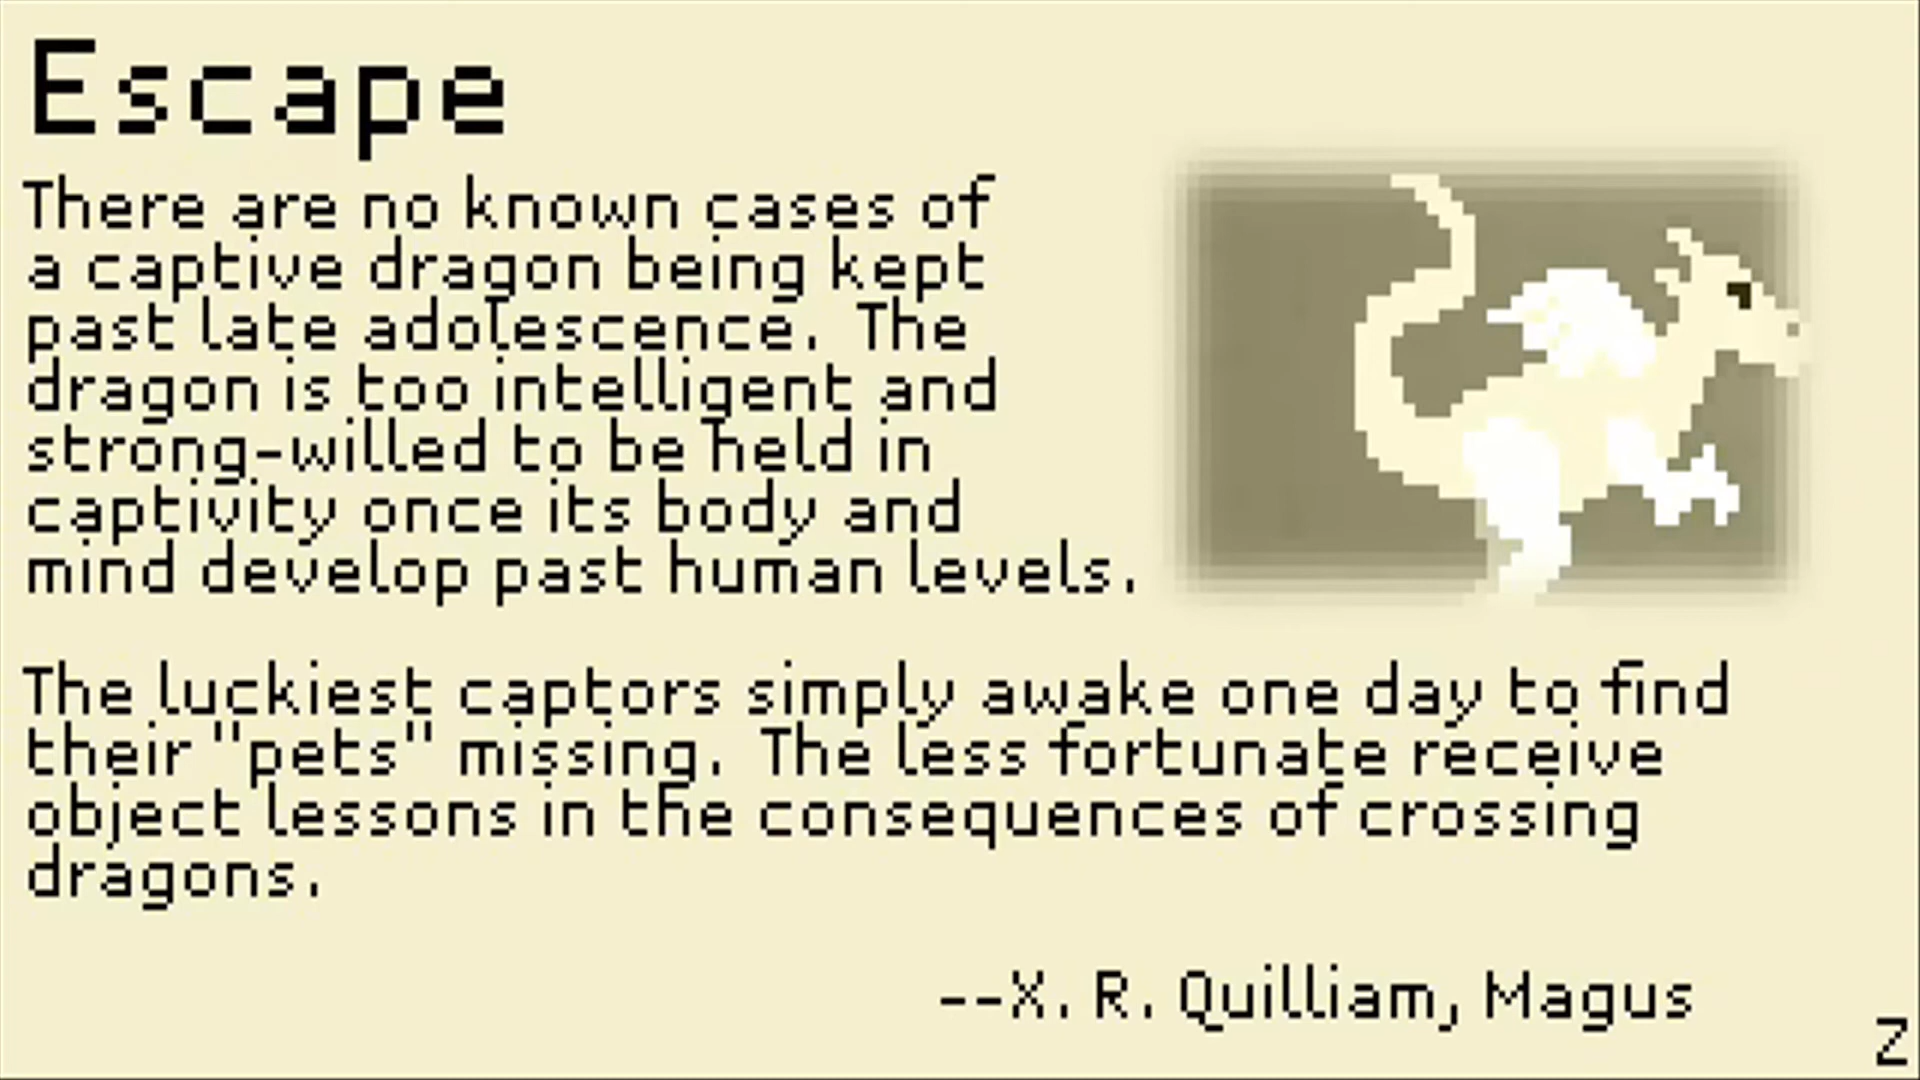 Escape
There are no known cases of
a captive dragon being kept
past late adolescence. The
dragon is too intelligent and
strong-willed to be held in
captivity once its body and
mind develop past human levels.
The luckiest captors simply awake one day to find
their "pets" missing. The less fortunate receive
object lessons in the consequences of crossing
dragons.
--X. R. Quilliam, Magus
Z